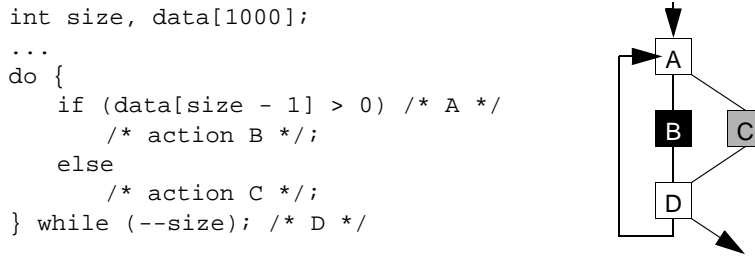 int size, data[1000];
...
do {
if (data[size - 1] > 0) /* A */
/* action B */;
else
/* action C */;
} while (--size); /* D */
A
B
C
D